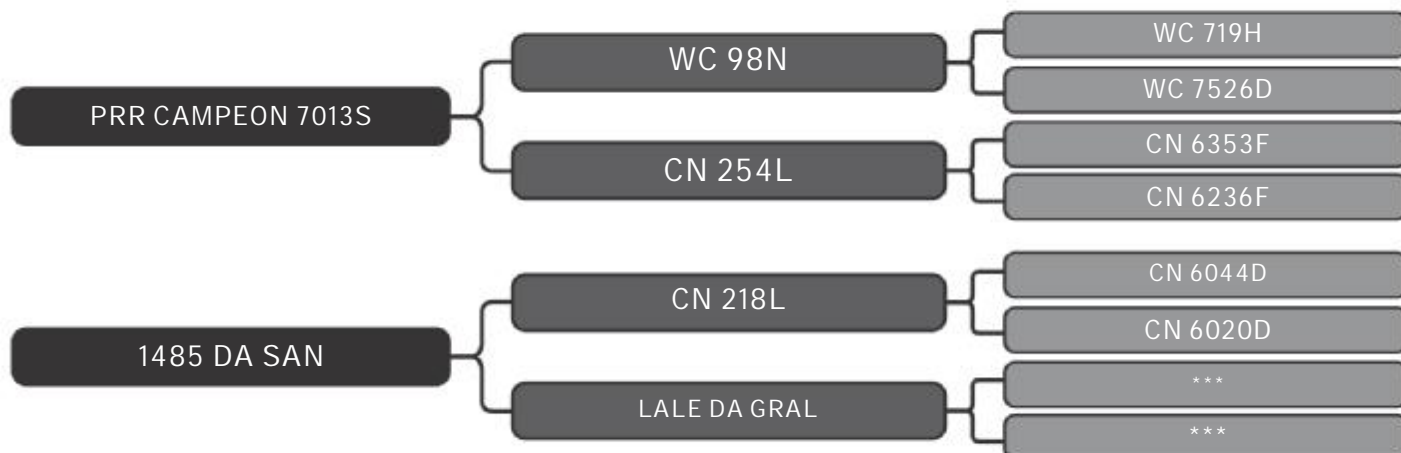 PRR CAMPEON 7013S
WC 98N
WC 719H
WC 7526D
CN 254L
CN 6353F
CN 6236F
1485 DA SAN
CN 218L
CN 6044D
CN 6020D
LALE DA GRAL
***
***